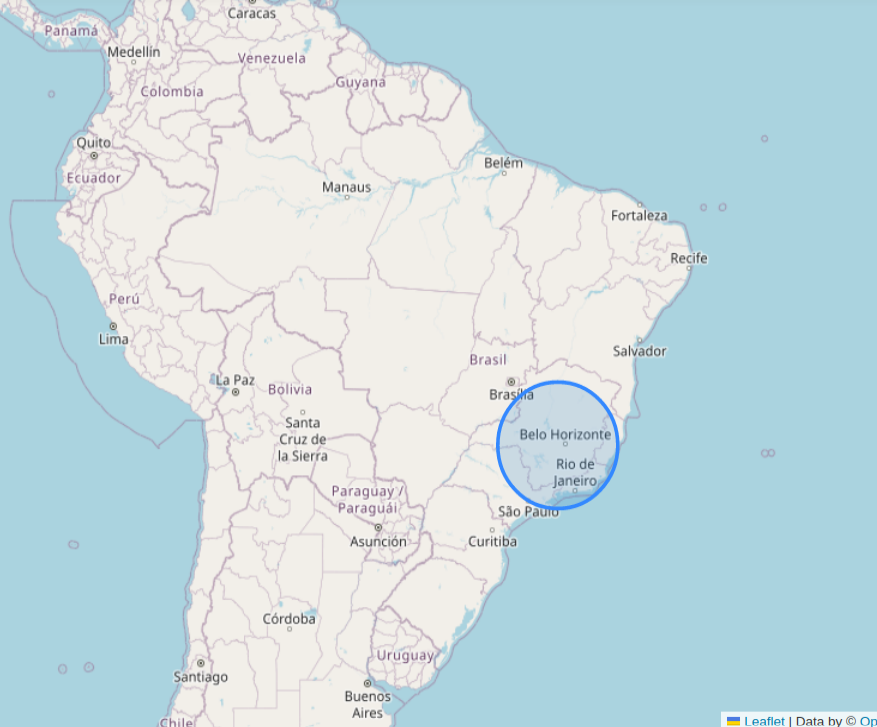 Caracas
Panamá
Medellín
Venezuela
Guyana
Colombia
Quito
Ecuador
Belém
Manaus
Fortaleza
Recife
Perú
Lima
Brasil
Salvador
La Paz
Bolivia
Brasília
Santa
Cruz de
la Sierra
Belo Horizonte
Rio de
Janeiro
Paraguay /
Paraguái
São Paulo
Asunción
Curitiba
Córdoba
Uruguay
Santiago
Buenos
Aires
Chile
Leaflet | Data by © Op